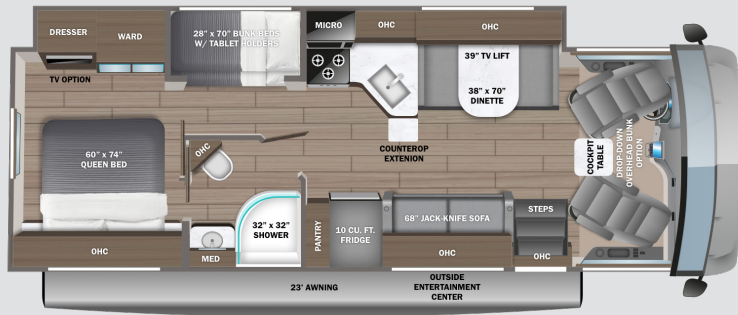 DRESSER
WARD
TV OPTION
28" x 70" BUNK BEDS
W/ TABLET HOLDERS
MICRO
OHC
OHC
39" TV LIFT
38" x 70"
DINETTE
COUNTERTOP
EXTENION
COCKPIT
TABLE
DROP-DOWN
OVERHEAD BUNK
OPTION
60" x 74"
QUEEN BED
OHC
32" x 32"
SHOWER
PANTRY
10 CU. FT.
FRIDGE
68" JACK-KNIFE SOFA
STEPS
OHC
MED
OHC
OHC
23' AWNING
OUTSIDE
ENTERTAINMENT
CENTER